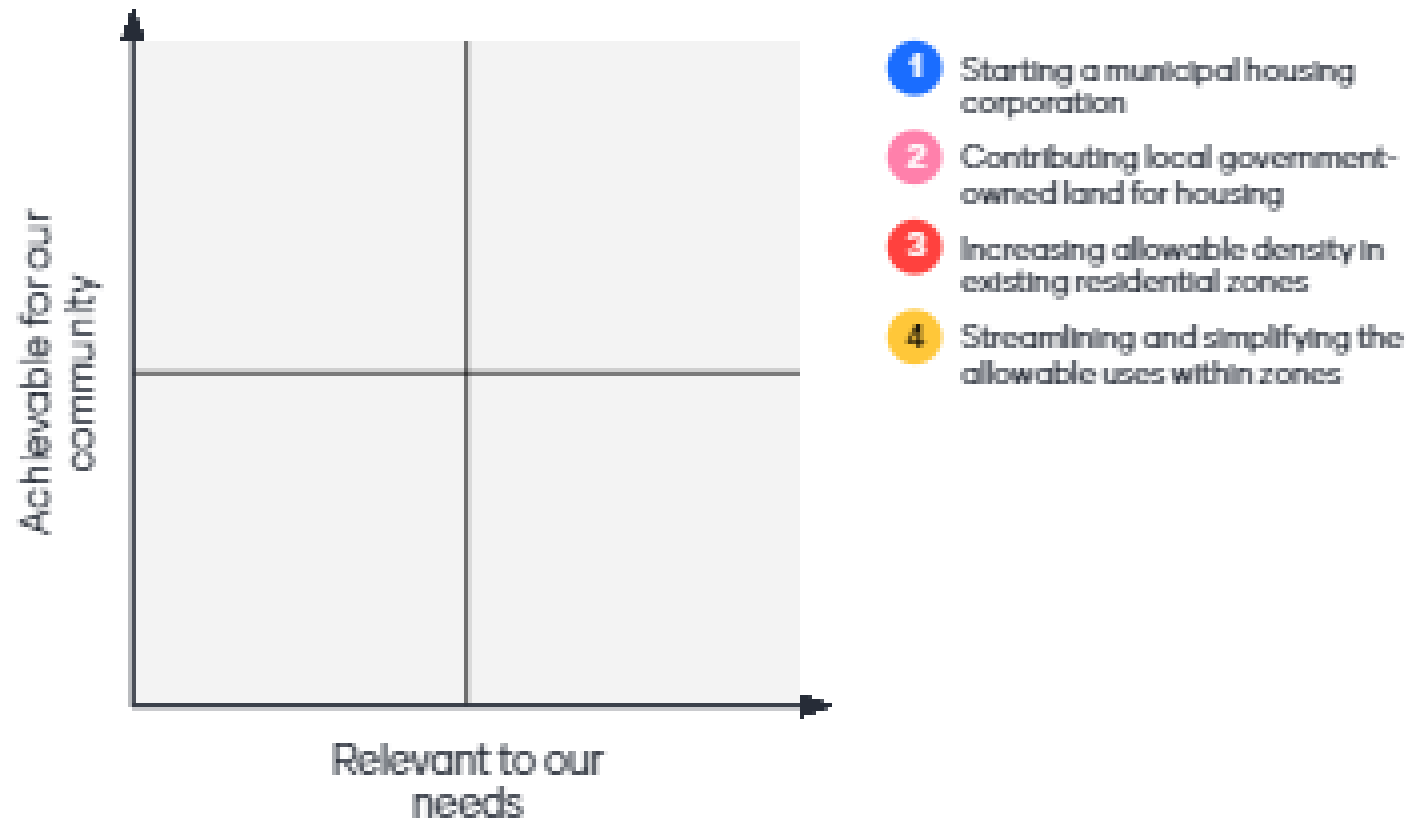 Achievable for our
community
Relevant to our
needs
1
Starting a municipal housing
corporation
2
Contributing local government-
owned land for housing
3
Increasing allowable density in
existing residential zones
4
Streamlining and simplifying the
allowable uses within zones